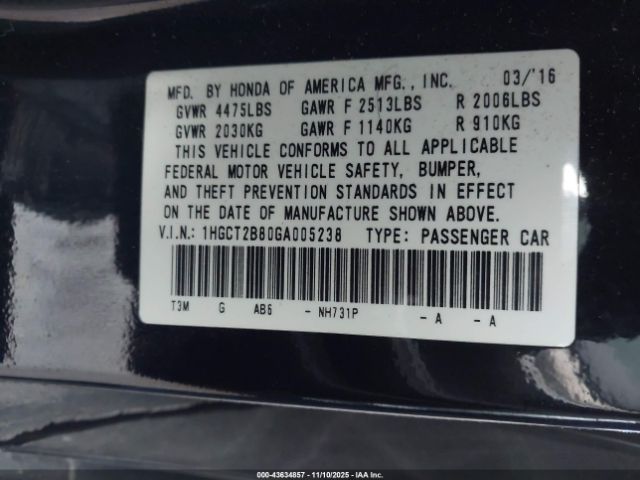 MFD. BY HONDA OF AMERICA MFG., INC. 03/'16
GVWR 4475LBS GAWR F 2513LBS R 2006LBS
GVWR 2030KG GAWR F 1140KG R 910KG
THIS VEHICLE CONFORMS TO ALL APPLICABLE
FEDERAL MOTOR VEHICLE SAFETY, BUMPER,
AND THEFT PREVENTION STANDARDS IN EFFECT
ON THE DATE OF MANUFACTURE SHOWN ABOVE.
V.I.N.: 1HGCT2B80GA005238 TYPE: PASSENGER CAR
T3M G AB6 - NH731P - A - A
000-43634857 - 11/10/2025 - IAA Inc.